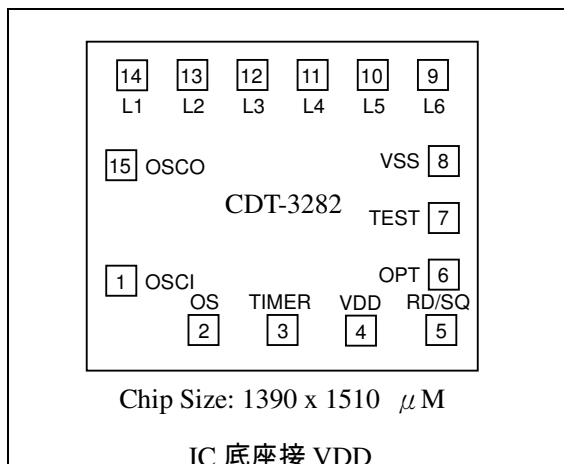 14 13 12 11 10 9
L1 L2 L3 L4 L5 L6
15 OSCO VSS 8
CDT-3282
TEST 7
1 OSCI OPT 6
OS TIMER VDD RD/SQ
2 3 4 5
Chip Size: 1390 x 1510 μM
IC 底座接 VDD